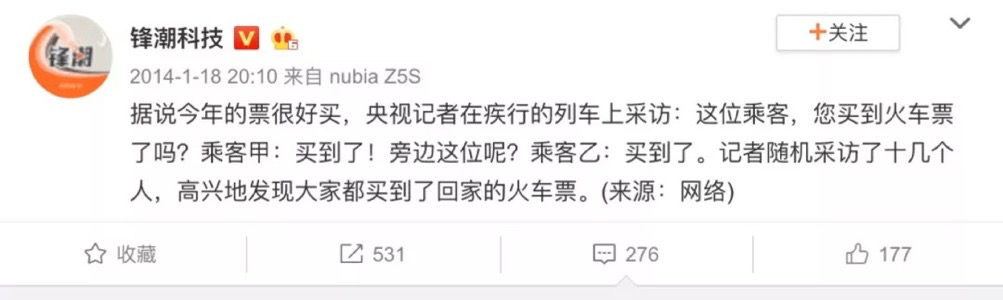 锋潮
锋潮科技
+关注
2014-1-18 20:10 来自 nubia Z5S
据说今年的票很好买，央视记者在疾行的列车上采访：这位乘客，您买到火车票
了吗？乘客甲：买到了！旁边这位呢？乘客乙：买到了。记者随机采访了十几个
人，高兴地发现大家都买到了回家的火车票。(来源：网络)
收藏 531 276 177